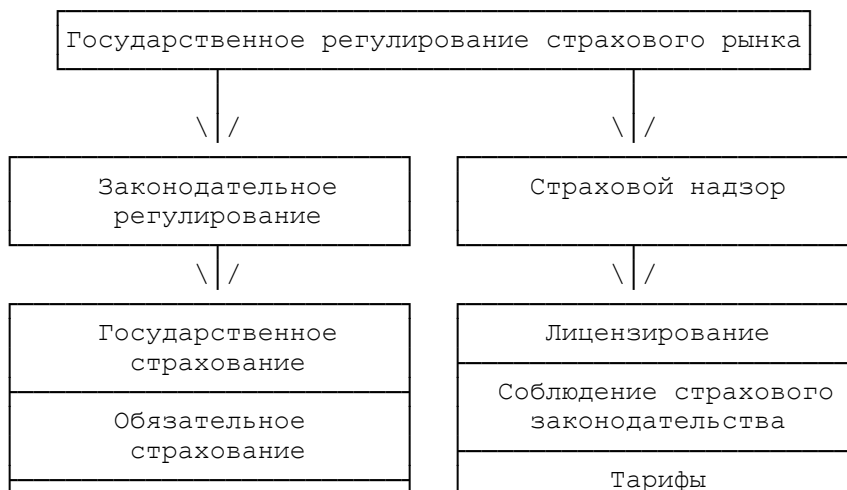 Государственное регулирование страхового рынка
Законодательное
регулирование
Страховой надзор
Государственное
страхование
Обязательное
страхование
Лицензирование
Соблюдение страхового
законодательства
Тарифы